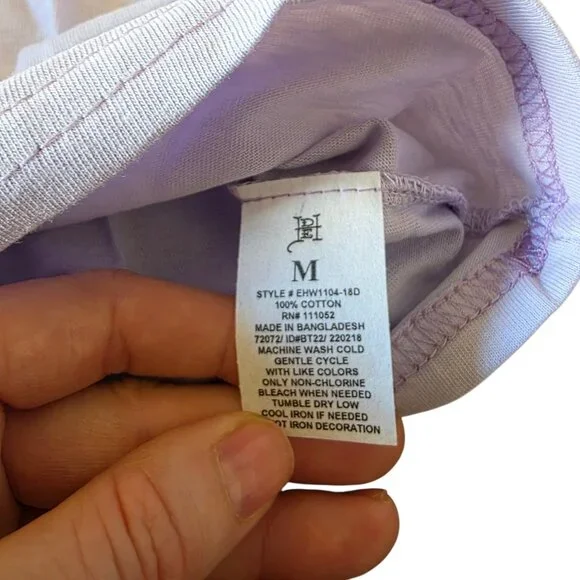 M
STYLE # EHW1104-18D
100% COTTON
RN# 111052
MADE IN BANGLADESH
72072/ ID#BT22/ 220218
MACHINE WASH COLD
GENTLE CYCLE
WITH LIKE COLORS
ONLY NON-CHLORINE
BLEACH WHEN NEEDED
TUMBLE DRY LOW
COOL IRON IF NEEDED
IRON DECORATION